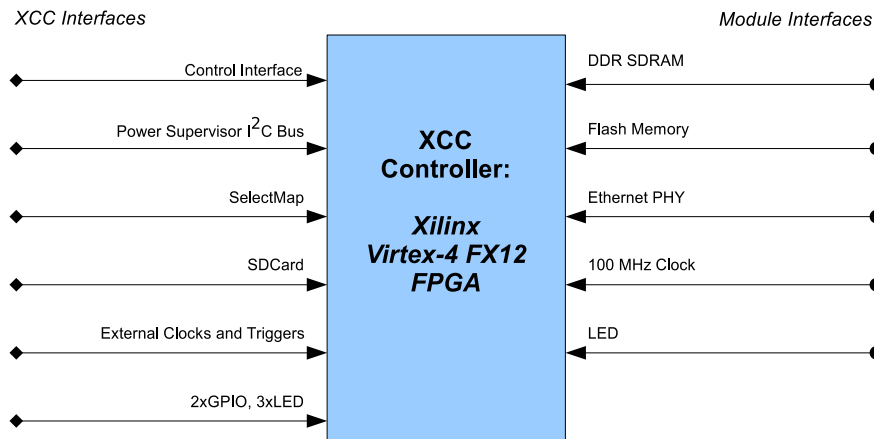 XCC Interfaces
Module Interfaces
Control Interface
Power Supervisor I2C Bus
SelectMap
SDCard
External Clocks and Triggers
2xGPIO, 3xLED
XCC
Controller:
Xilinx
Virtex-4 FX12
FPGA
DDR SDRAM
Flash Memory
Ethernet PHY
100 MHz Clock
LED